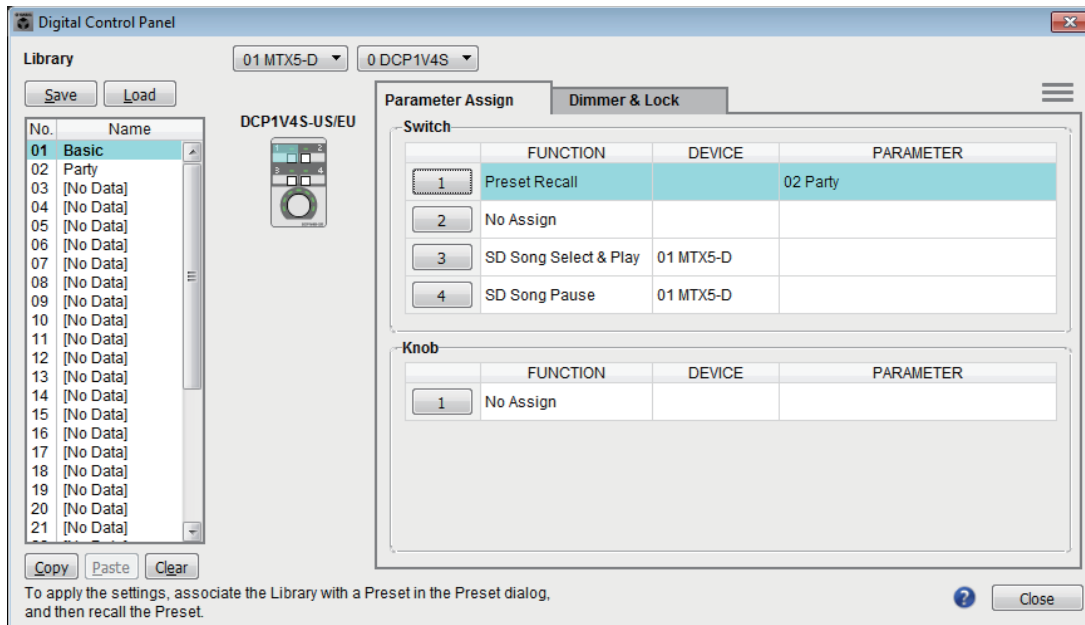 Digital Control Panel
Library
01 MTX5-D
0 DCP1V4S
Save Load
No. Name
01 Basic
02 Party
03 [No Data]
04 [No Data]
05 [No Data]
06 [No Data]
07 [No Data]
08 [No Data]
09 [No Data]
10 [No Data]
11 [No Data]
12 [No Data]
13 [No Data]
14 [No Data]
15 [No Data]
16 [No Data]
17 [No Data]
18 [No Data]
19 [No Data]
20 [No Data]
21 [No Data]
Copy Paste Clear
DCP1V4S-US/EU
1 2
3 4
Parameter Assign Dimmer & Lock
Switch
FUNCTION DEVICE PARAMETER
1 Preset Recall 02 Party
2 No Assign
3 SD Song Select & Play 01 MTX5-D
4 SD Song Pause 01 MTX5-D
Knob
FUNCTION DEVICE PARAMETER
1 No Assign
To apply the settings, associate the Library with a Preset in the Preset dialog,
and then recall the Preset.
? Close